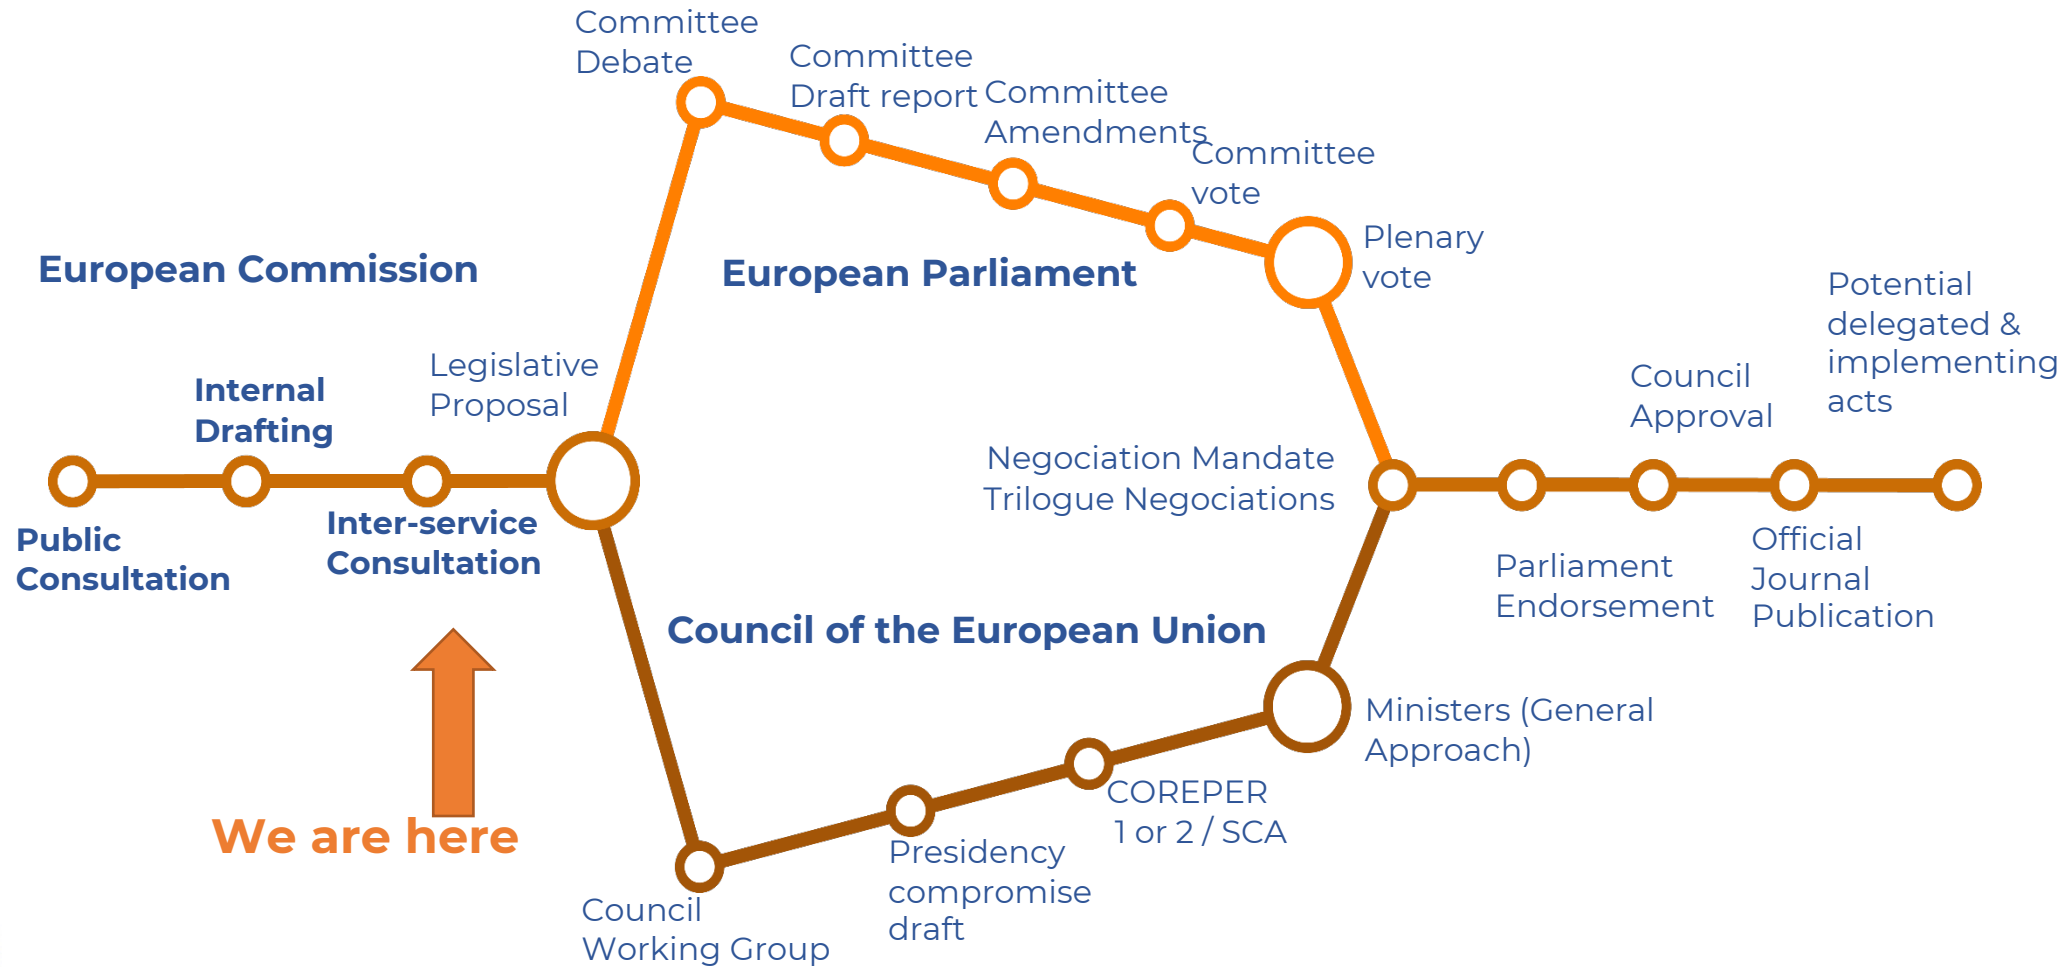 Committee
Debate
Committee
Draft report
Committee
Amendments
Committee
vote
Plenary
vote
European Commission
European Parliament
Internal
Drafting
Legislative
Proposal
Public
Consultation
Inter-service
Consultation
We are here
Negociation Mandate
Trilogue Negociations
Council of the European Union
Council
Working Group
Presidency
compromise
draft
COREPER
1 or 2 / SCA
Ministers (General
Approach)
Parliament
Endorsement
Council
Approval
Official
Journal
Publication
Potential
delegated &
implementing
acts